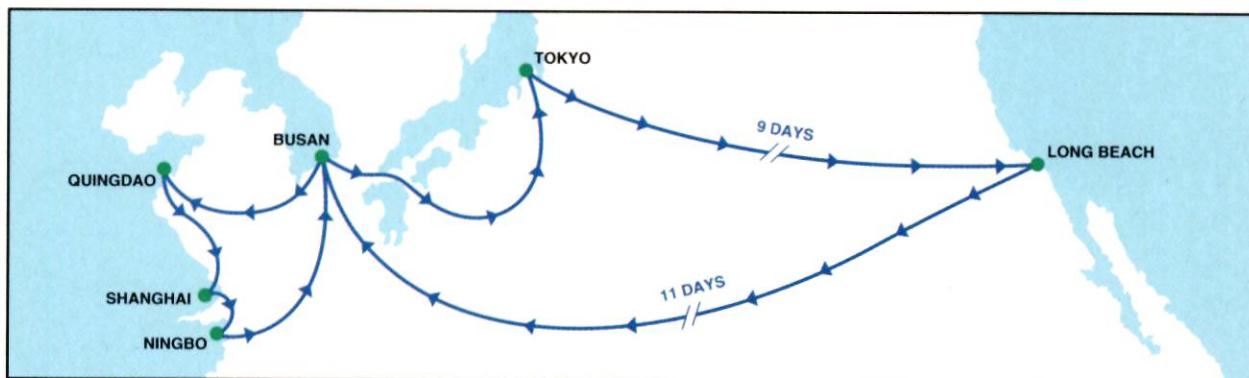 TOKYO
9 DAYS
BUSAN
LONG BEACH
QUINGDAO
11 DAYS
SHANGHAI
NINGBO